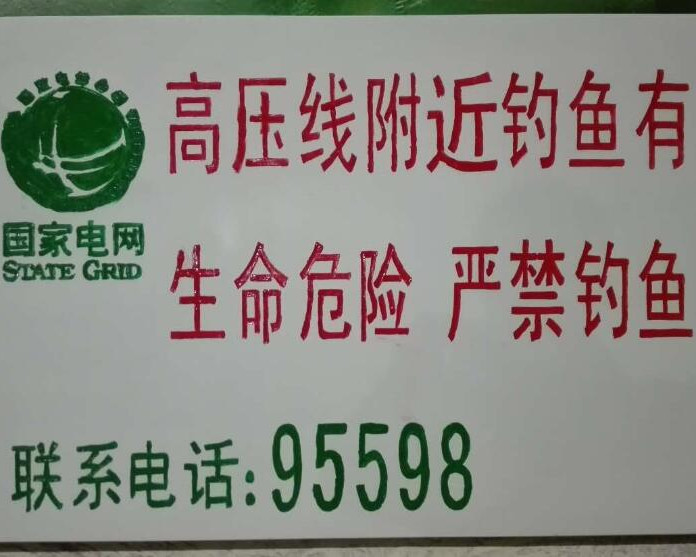 高压线附近钓鱼有
国家电网
STATE GRID
生命危险 严禁钓鱼
联系电话:95598